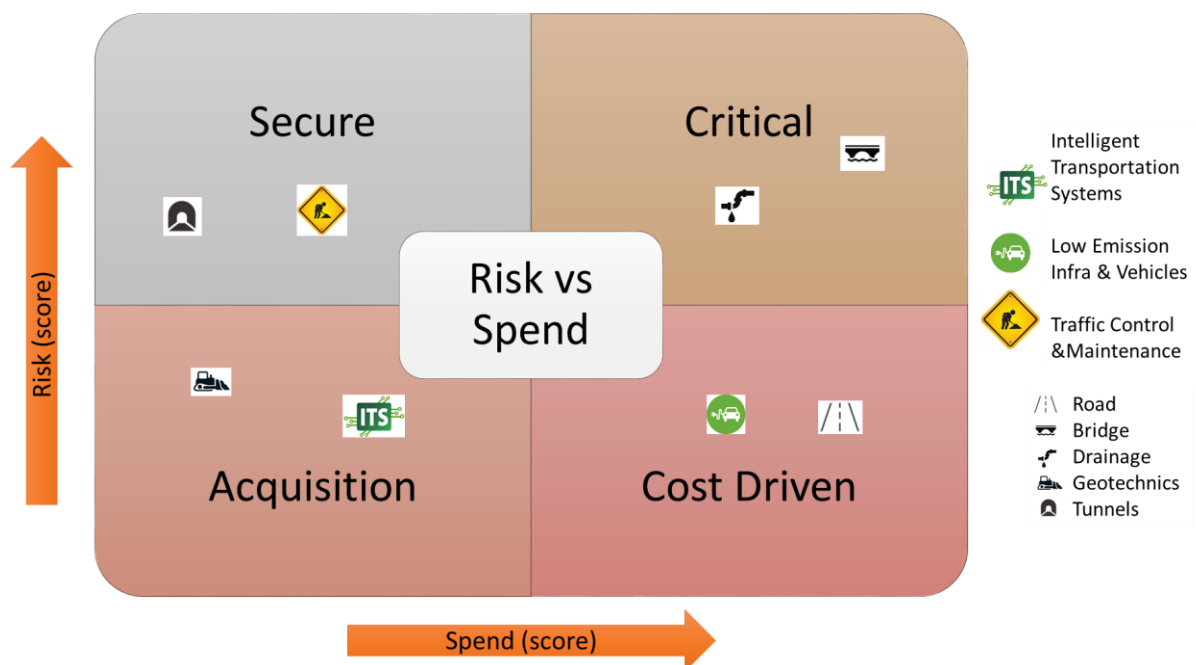 Secure
Critical
Risk vs
Spend
Acquisition
Cost Driven
ITS
Risk (score)
Spend (score)
ITS
Intelligent
Transportation
Systems
Low Emission
Infra & Vehicles
Traffic Control
&Maintenance
Road
Bridge
Drainage
Geotechnics
Tunnels